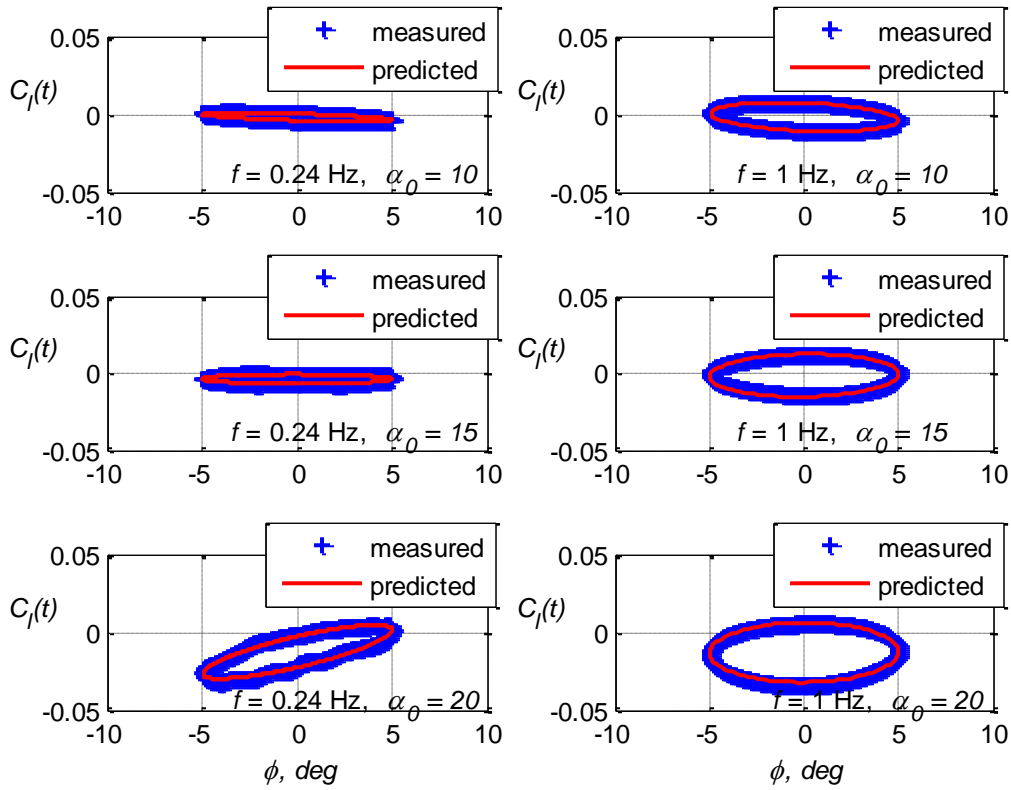 0.05
measured
predicted
C_l(t)
0
f = 0.24 Hz, α_0 = 10
-0.05
-10 -5 0 5 10
0.05
measured
predicted
C_l(t)
0
f = 1 Hz, α_0 = 10
-0.05
-10 -5 0 5 10
0.05
measured
predicted
C_l(t)
0
f = 0.24 Hz, α_0 = 15
-0.05
-10 -5 0 5 10
0.05
measured
predicted
C_l(t)
0
f = 1 Hz, α_0 = 15
-0.05
-10 -5 0 5 10
0.05
measured
predicted
C_l(t)
0
f = 0.24 Hz, α_0 = 20
-0.05
-10 -5 0 5 10
ϕ, deg
0.05
measured
predicted
C_l(t)
0
f = 1 Hz, α_0 = 20
-0.05
-10 -5 0 5 10
ϕ, deg